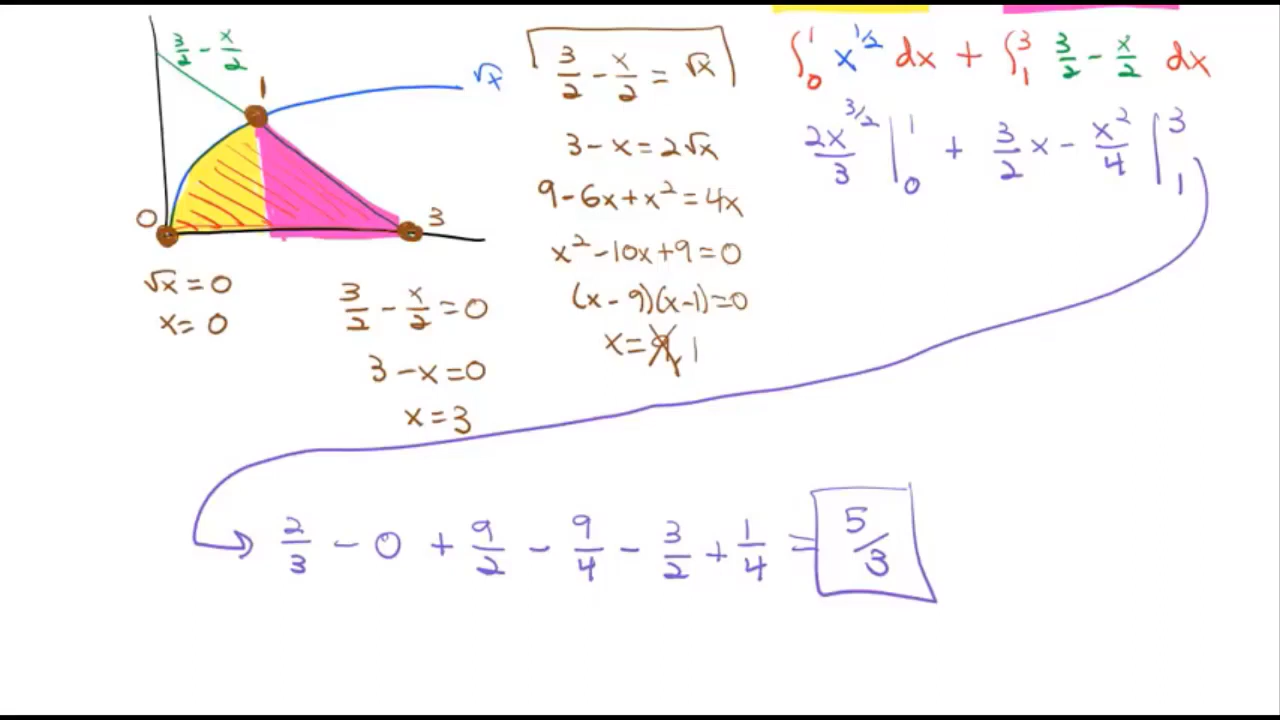 3/2 - x/2
1
√x
0
3
√x = 0
x = 0
3/2 - x/2 = 0
3 - x = 0
x = 3
3/2 - x/2 = √x
3 - x = 2√x
9 - 6x + x² = 4x
x² - 10x + 9 = 0
(x - 9)(x - 1) = 0
x = 9, 1
∫₀¹ x^1/2 dx + ∫₁³ 3/2 - x/2 dx
2x^3/2/3 |₀¹ + 3/2 x - x²/4 |₁³
2/3 - 0 + 9/2 - 9/4 - 3/2 + 1/4 = 5/3